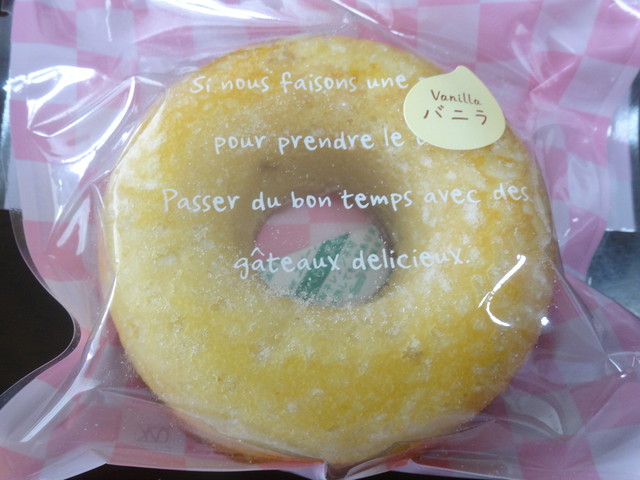 Si nous faisons une
Vanilla
バニラ
pour prendre le
Passer du bon temps avec des
gâteaux delicieux.